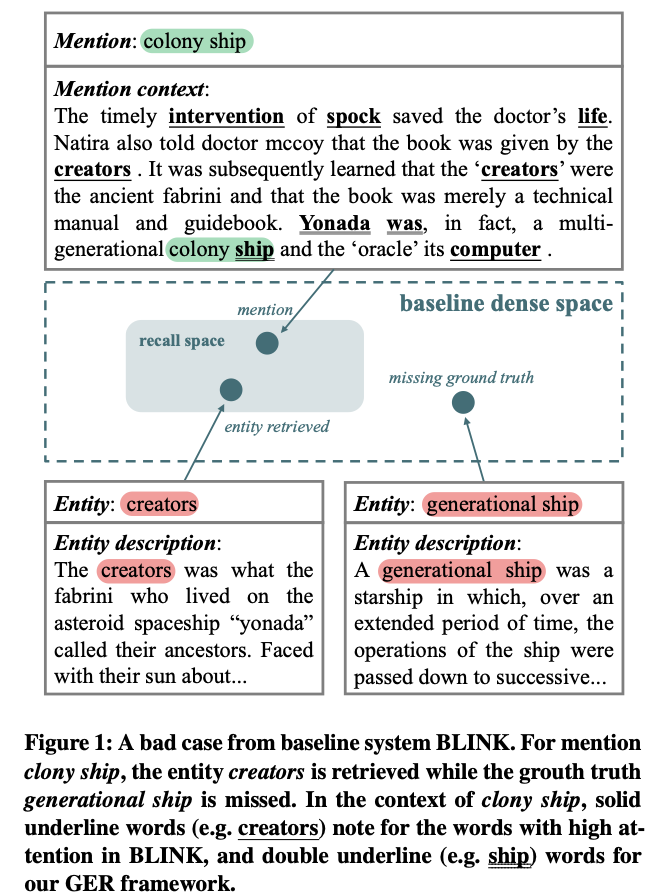 Mention: colony ship
Mention context:
The timely intervention of spock saved the doctor's life.
Natira also told doctor mccoy that the book was given by the
creators . It was subsequently learned that the 'creators' were
the ancient fabrini and that the book was merely a technical
manual and guidebook. Yonada was, in fact, a multi-
generational colony ship and the 'oracle' its computer .
baseline dense space
mention
recall space
missing ground truth
entity retrieved
Entity: creators
Entity description:
The creators was what the
fabrini who lived on the
asteroid spaceship "yonada"
called their ancestors. Faced
with their sun about...
Entity: generational ship
Entity description:
A generational ship was a
starship in which, over an
extended period of time, the
operations of the ship were
passed down to successive...
Figure 1: A bad case from baseline system BLINK. For mention
clony ship, the entity creators is retrieved while the grouth truth
generational ship is missed. In the context of clony ship, solid
underline words (e.g. creators) note for the words with high at-
tention in BLINK, and double underline (e.g. ship) words for
our GER framework.